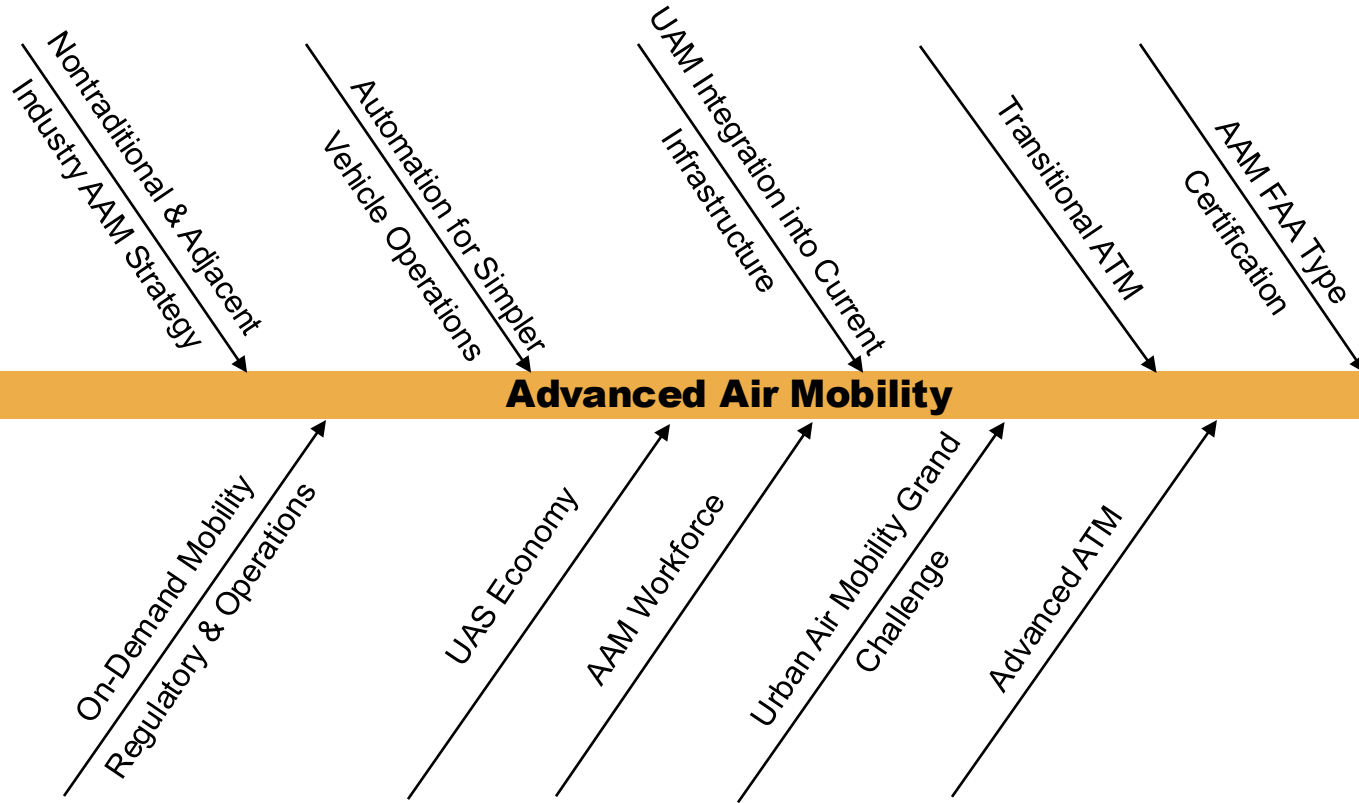 Nontraditional & Adjacent
Industry AAM Strategy
Automation for Simpler
Vehicle Operations
UAM Integration into Current
Infrastructure
Transitional ATM
AAM FAA Type
Certification
Advanced Air Mobility
On-Demand Mobility
Regulatory & Operations
UAS Economy
AAM Workforce
Urban Air Mobility Grand
Challenge
Advanced ATM